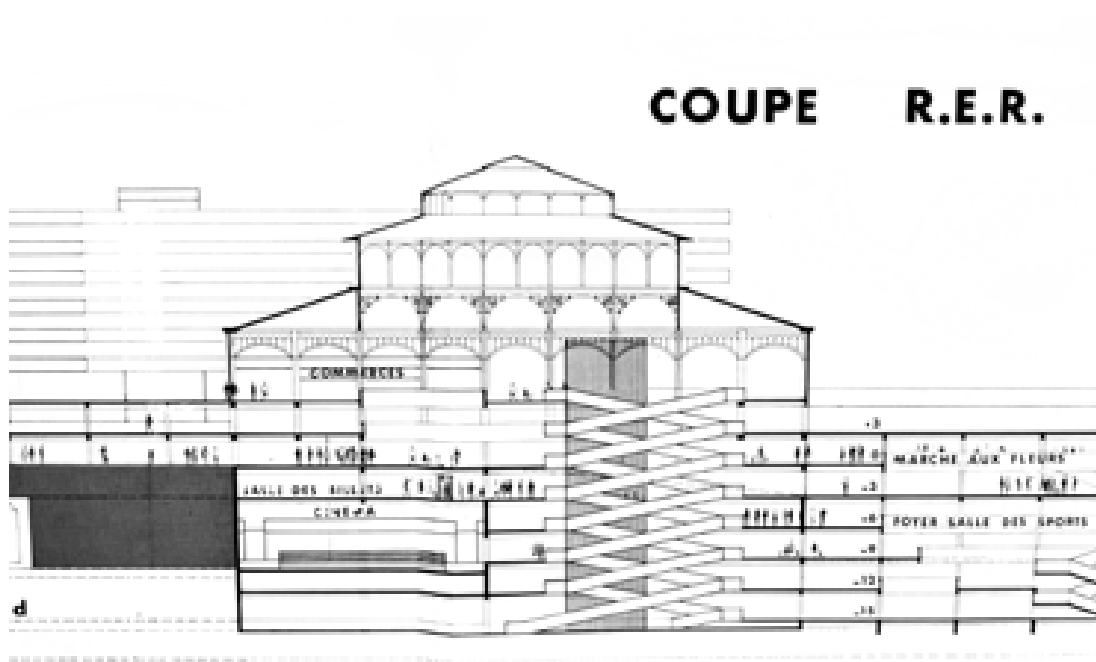 COUPE R.E.R.
COMMERCES
MARCHE AUX FLEURS
SALLE DES BILLETS
CINEMA
FOYER SALLE DES SPORTS
d